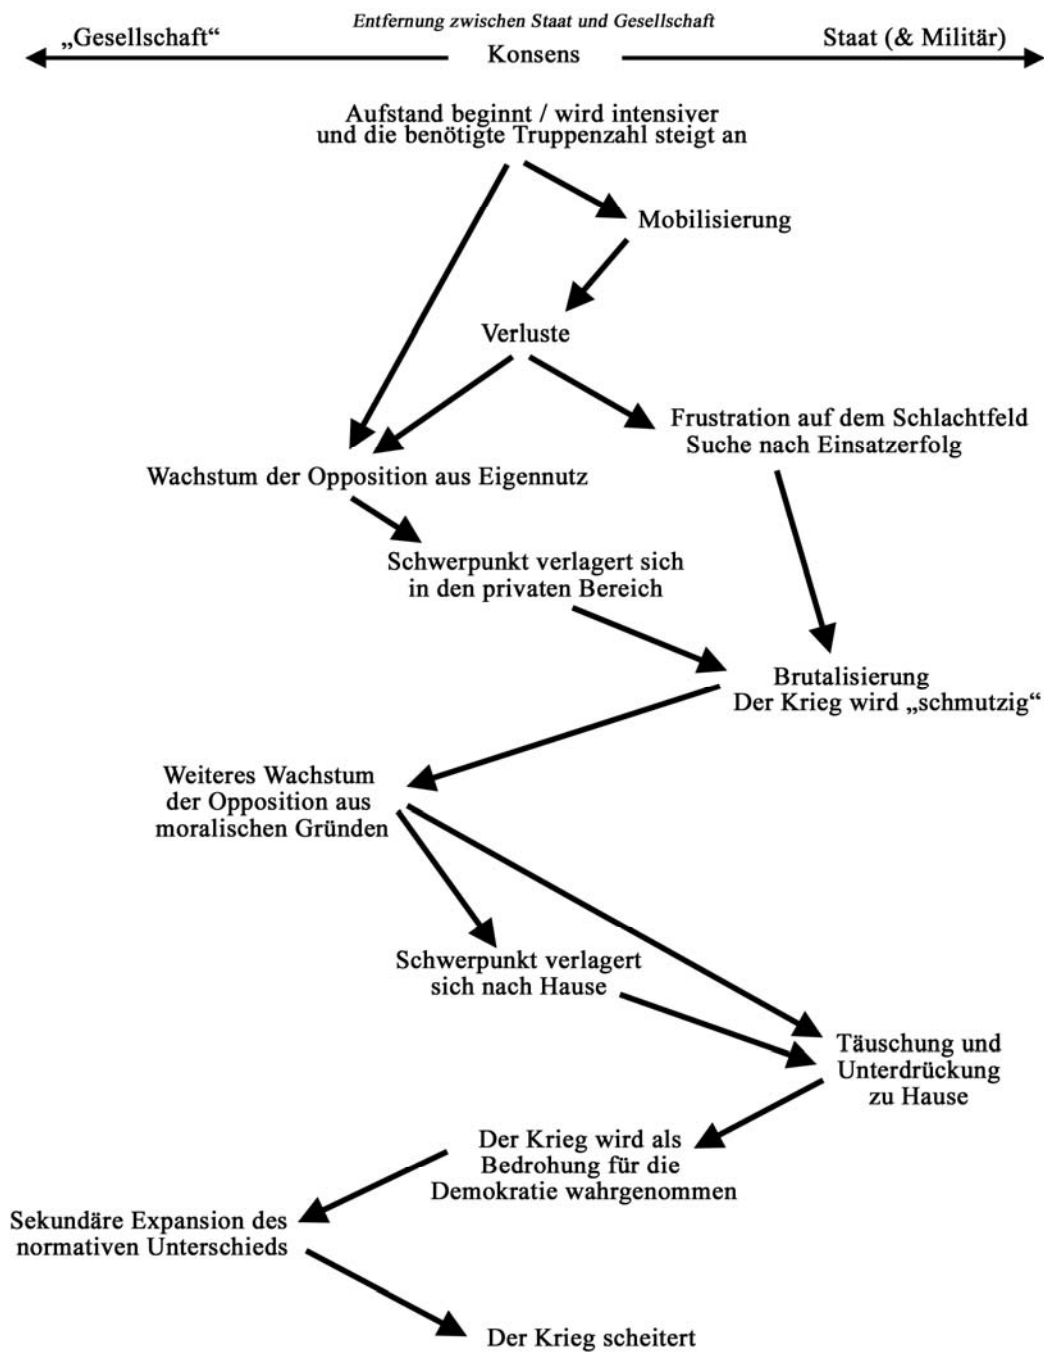 Entfernung zwischen Staat und Gesellschaft
„Gesellschaft“
Konsens
Staat (& Militär)
Aufstand beginnt / wird intensiver
und die benötigte Truppenzahl steigt an
Mobilisierung
Verluste
Frustration auf dem Schlachtfeld
Suche nach Einsatzerfolg
Wachstum der Opposition aus Eigennutz
Schwerpunkt verlagert sich
in den privaten Bereich
Brutalisierung
Der Krieg wird „schmutzig“
Weiteres Wachstum
der Opposition aus
moralischen Gründen
Schwerpunkt verlagert
sich nach Hause
Täuschung und
Unterdrückung
zu Hause
Der Krieg wird als
Bedrohung für die
Demokratie wahrgenommen
Sekundäre Expansion des
normativen Unterschieds
Der Krieg scheitert